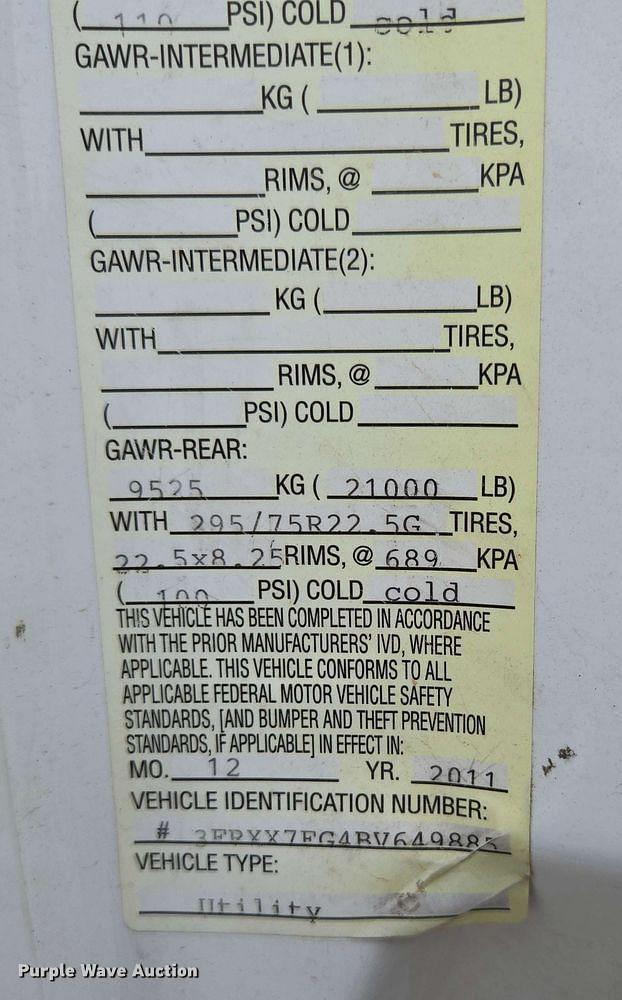 ( 110 PSI) COLD cold
GAWR-INTERMEDIATE(1):
KG ( LB)
WITH TIRES,
RIMS, @ KPA
( PSI) COLD
GAWR-INTERMEDIATE(2):
KG ( LB)
WITH TIRES,
RIMS, @ KPA
( PSI) COLD
GAWR-REAR:
9525 KG ( 21000 LB)
WITH 295/75R22.5G TIRES,
22.5x8.25 RIMS, @ 689 KPA
( 100 PSI) COLD cold
THIS VEHICLE HAS BEEN COMPLETED IN ACCORDANCE
WITH THE PRIOR MANUFACTURERS' IVD, WHERE
APPLICABLE. THIS VEHICLE CONFORMS TO ALL
APPLICABLE FEDERAL MOTOR VEHICLE SAFETY
STANDARDS, [AND BUMPER AND THEFT PREVENTION
STANDARDS, IF APPLICABLE] IN EFFECT IN:
MO. 12 YR. 2011
VEHICLE IDENTIFICATION NUMBER:
#
VEHICLE TYPE:
Utility
Purple Wave Auction